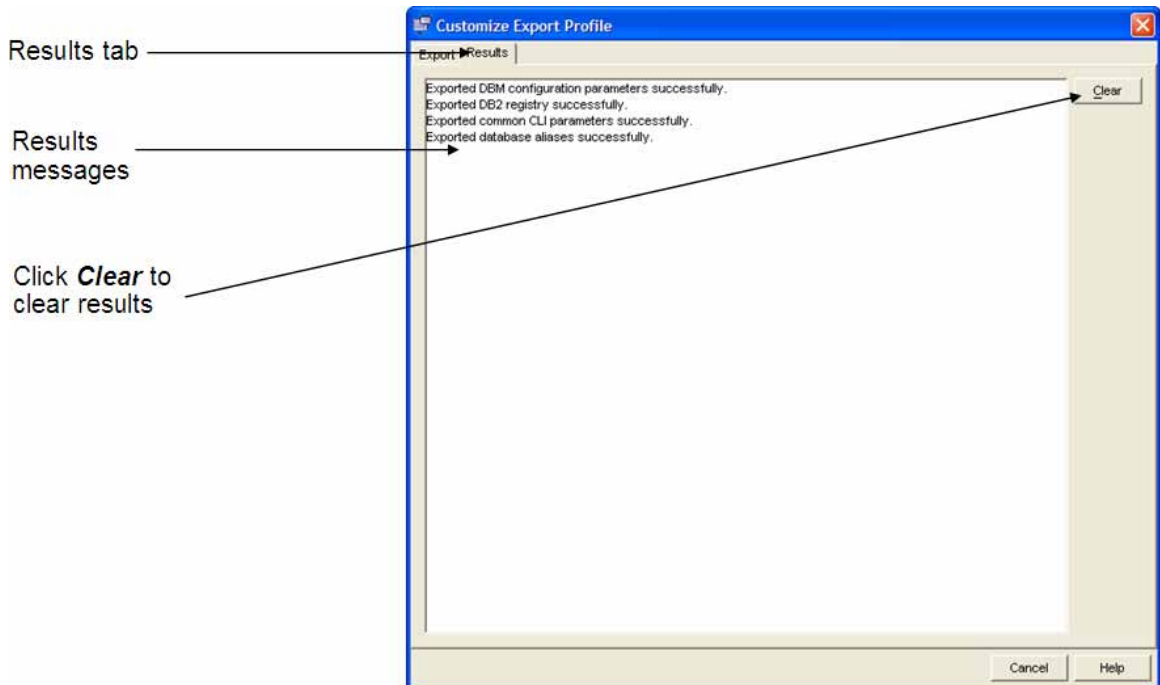 Customize Export Profile
Results tab
Export Results
Exported DBM configuration parameters successfully.
Exported DB2 registry successfully.
Exported common CLI parameters successfully.
Exported database aliases successfully.
Clear
Results
messages
Click Clear to
clear results
Cancel Help